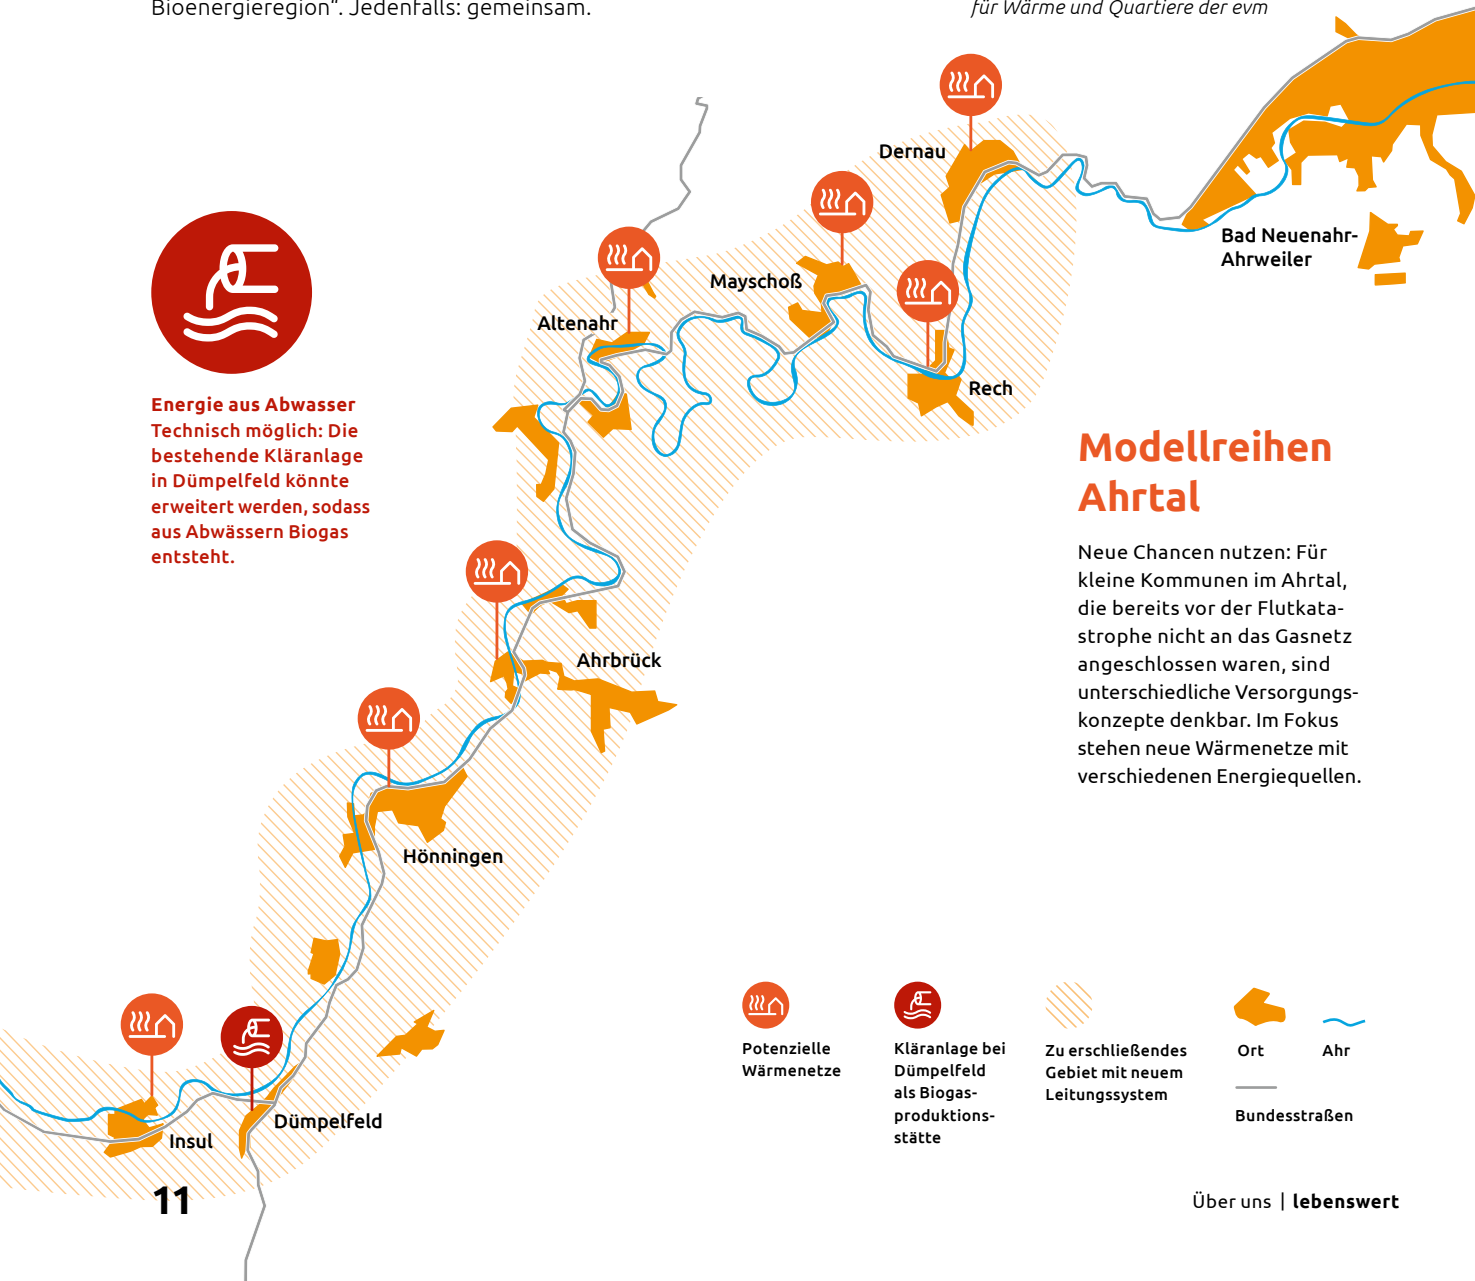 Bioenergieregion“. Jedenfalls: gemeinsam.
für Wärme und Quartiere der evm
Dernau
Mayschoß
Altenahr
Rech
Bad Neuenahr-
Ahrweiler
Energie aus Abwasser
Technisch möglich: Die
bestehende Kläranlage
in Dümpelfeld könnte
erweitert werden, sodass
aus Abwässern Biogas
entsteht.
Modellreihen
Ahrtal
Neue Chancen nutzen: Für
kleine Kommunen im Ahrtal,
die bereits vor der Flutkata-
strophe nicht an das Gasnetz
angeschlossen waren, sind
unterschiedliche Versorgungs-
konzepte denkbar. Im Fokus
stehen neue Wärmenetze mit
verschiedenen Energiequellen.
Ahrbrück
Hönningen
Dümpelfeld
Insul
Potenzielle
Wärmenetze
Kläranlage bei
Dümpelfeld
als Biogas-
produktions-
stätte
Zu erschließendes
Gebiet mit neuem
Leitungssystem
Ort
Ahr
Bundesstraßen
11
Über uns | lebenswert